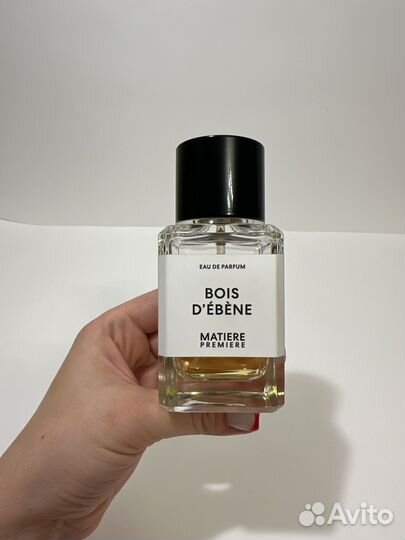 EAU DE PARFUM
BOIS
D'ÉBÈNE
MATIERE
PREMIERE
Avito